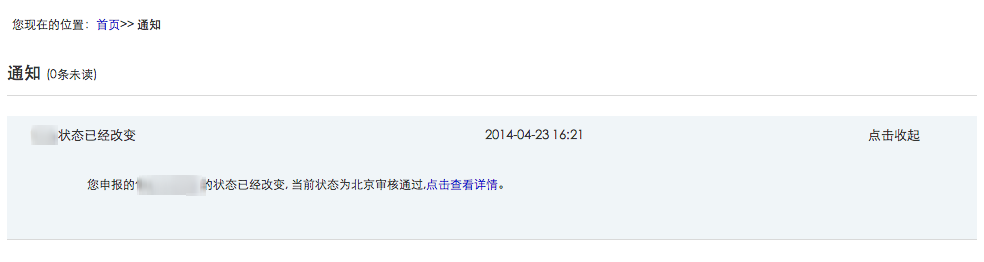 您现在的位置：首页>> 通知
通知 (0条未读)
状态已经改变 2014-04-23 16:21 点击收起
您申报的 的状态已经改变, 当前状态为北京审核通过,点击查看详情。